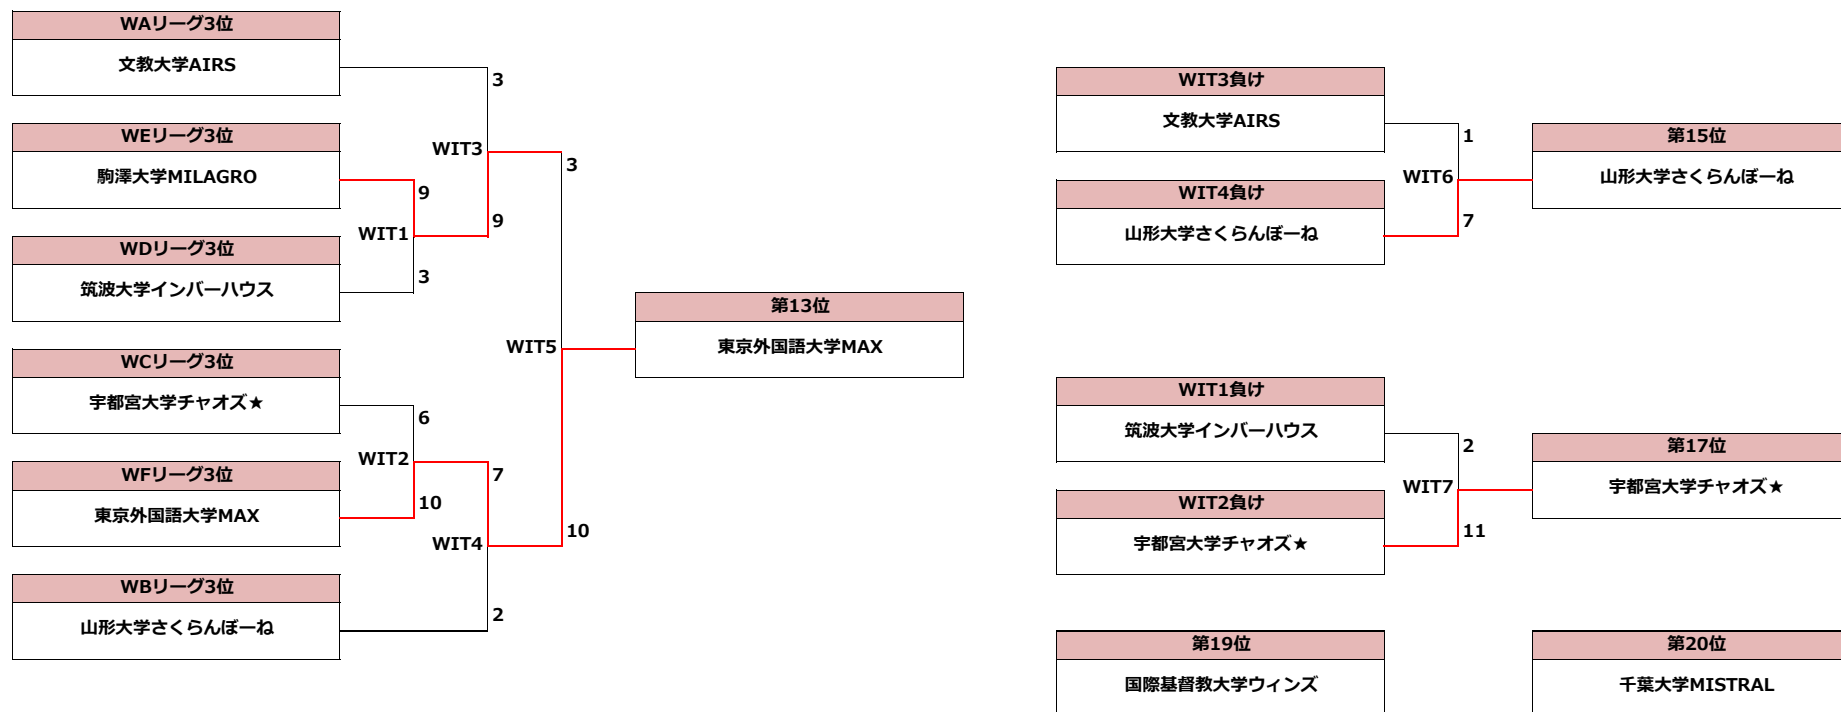 WAリーグ3位
文教大学AIRS
3
WEリーグ3位
駒澤大学MILAGRO
WIT3
3
9
9
WIT1
WDリーグ3位
3
筑波大学インバーハウス
第13位
東京外国語大学MAX
WIT5
WCリーグ3位
宇都宮大学チャオズ★
6
WIT2
WFリーグ3位
7
10
東京外国語大学MAX
10
WIT4
WBリーグ3位
2
山形大学さくらんぼーね
WIT3負け
文教大学AIRS
1
第15位
WIT6
山形大学さくらんぼーね
WIT4負け
7
山形大学さくらんぼーね
WIT1負け
筑波大学インバーハウス
2
第17位
WIT7
宇都宮大学チャオズ★
WIT2負け
11
宇都宮大学チャオズ★
第19位
国際基督教大学ウィンズ
第20位
千葉大学MISTRAL